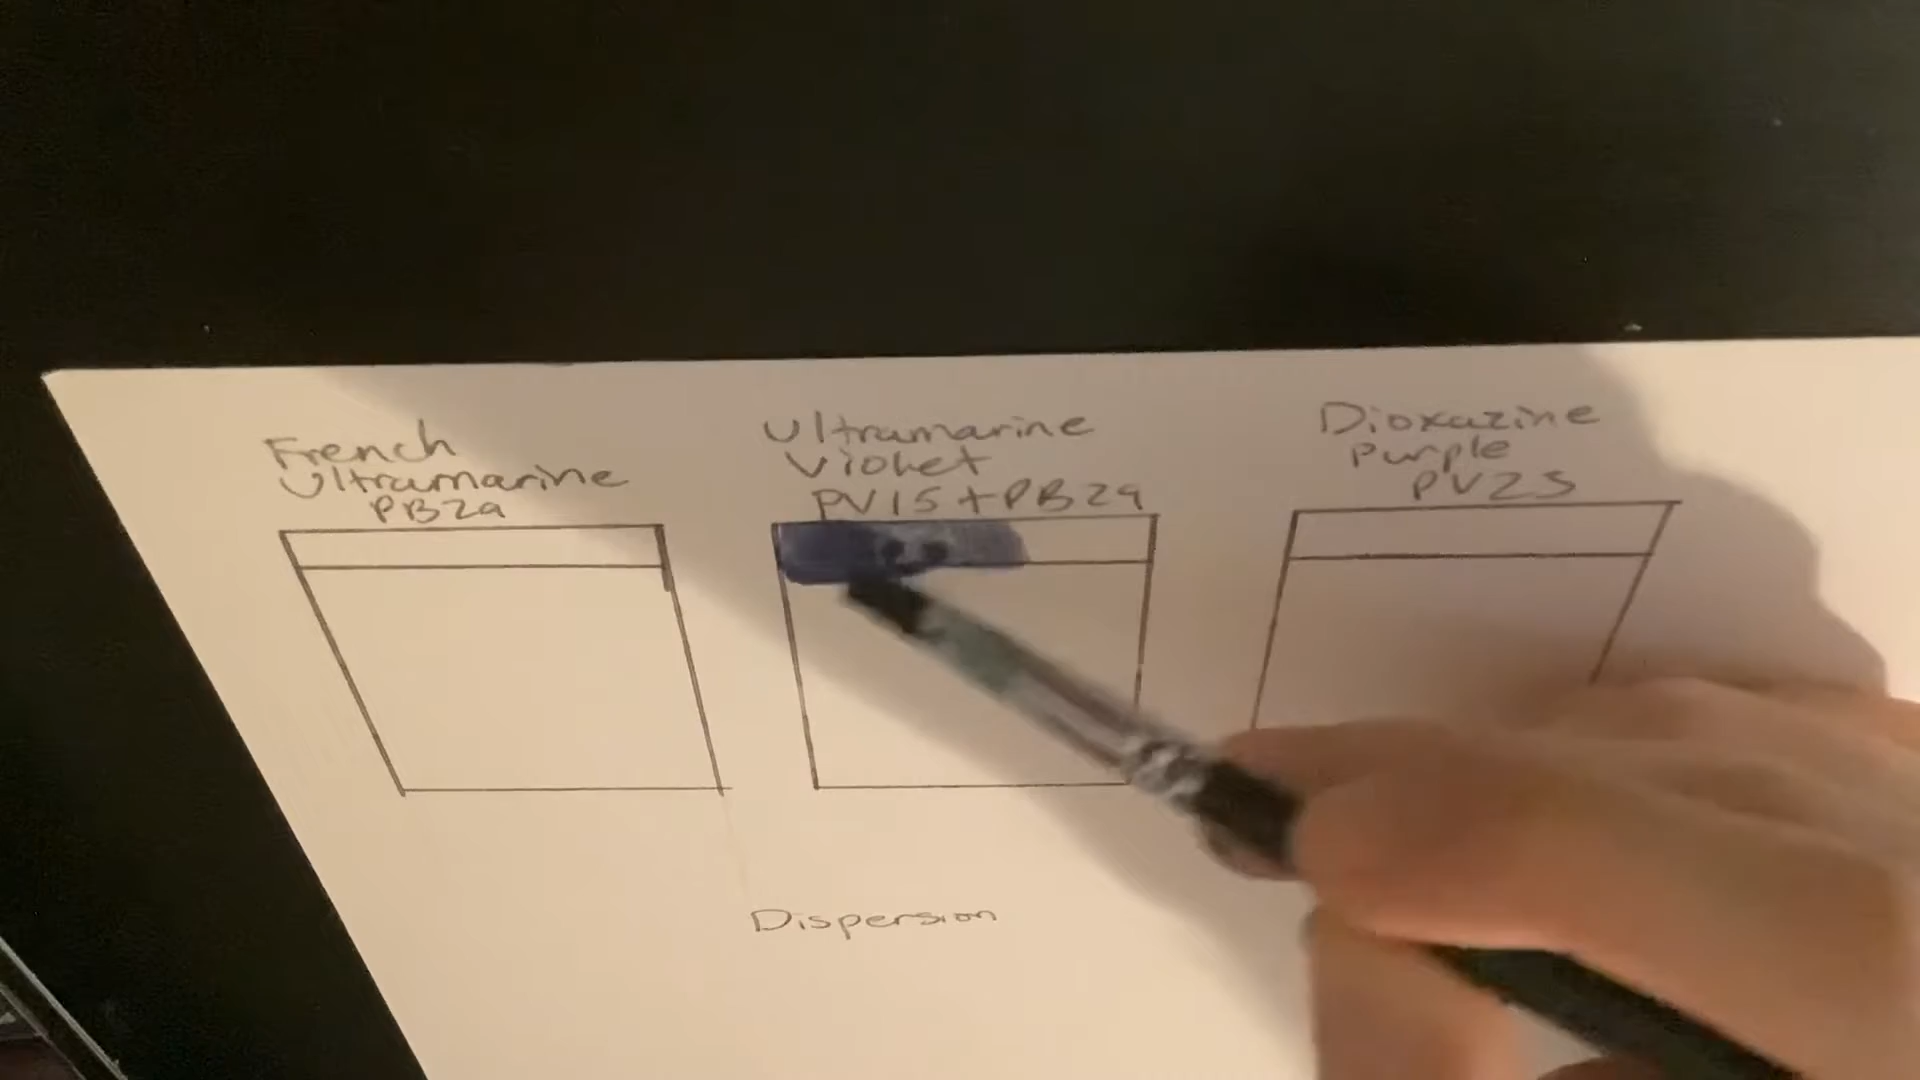 French
Ultramarine
PB29
Ultramarine
Violet
PV15+PB29
Dioxazine
Purple
PV23
Dispersion